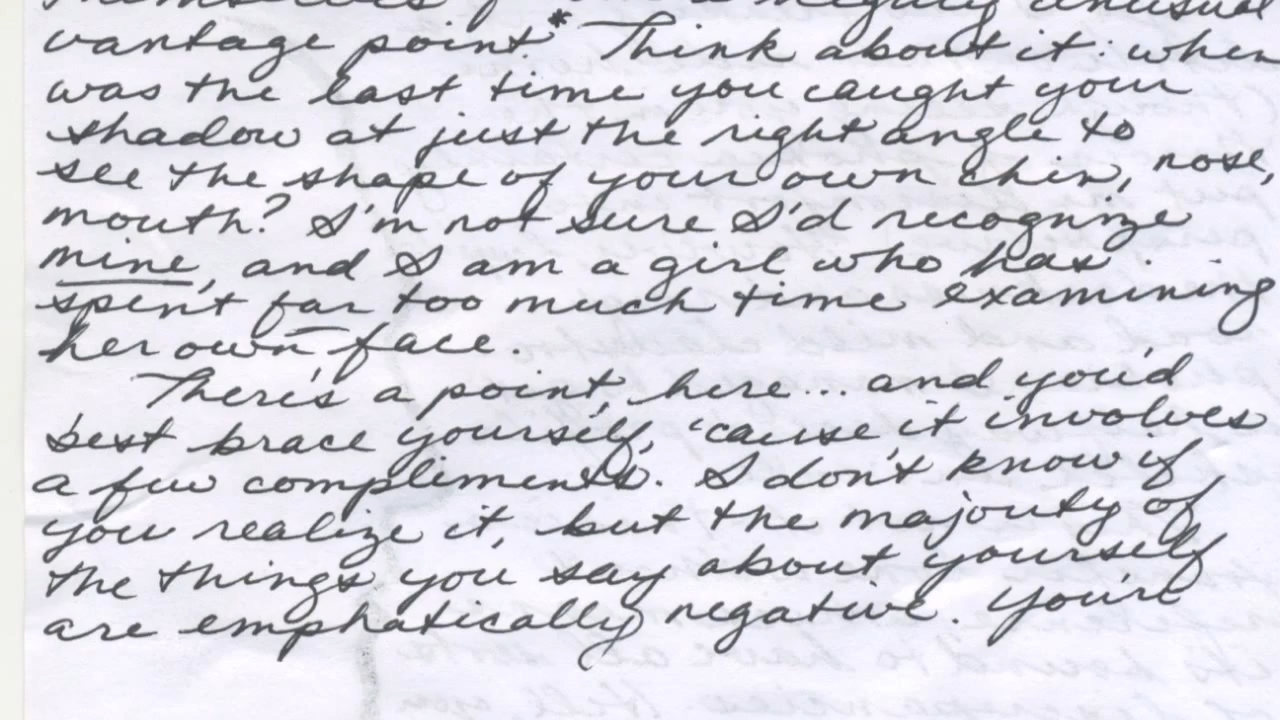 themselves from a mighty unusual
vantage point* Think about it: when
was the last time you caught your
shadow at just the right angle to
see the shape of your own chin, nose,
mouth? I'm not sure I'd recognize
mine, and I am a girl who has
spent far too much time examining
her own face.
There's a point, here... and you'd
best brace yourself, 'cause it involves
a few compliments. I don't know if
you realize it, but the majority of
the things you say about yourself
are emphatically negative. You're